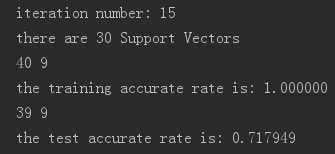 iteration number: 15
there are 30 Support Vectors
40 9
the training accurate rate is: 1.000000
39 9
the test accurate rate is: 0.717949